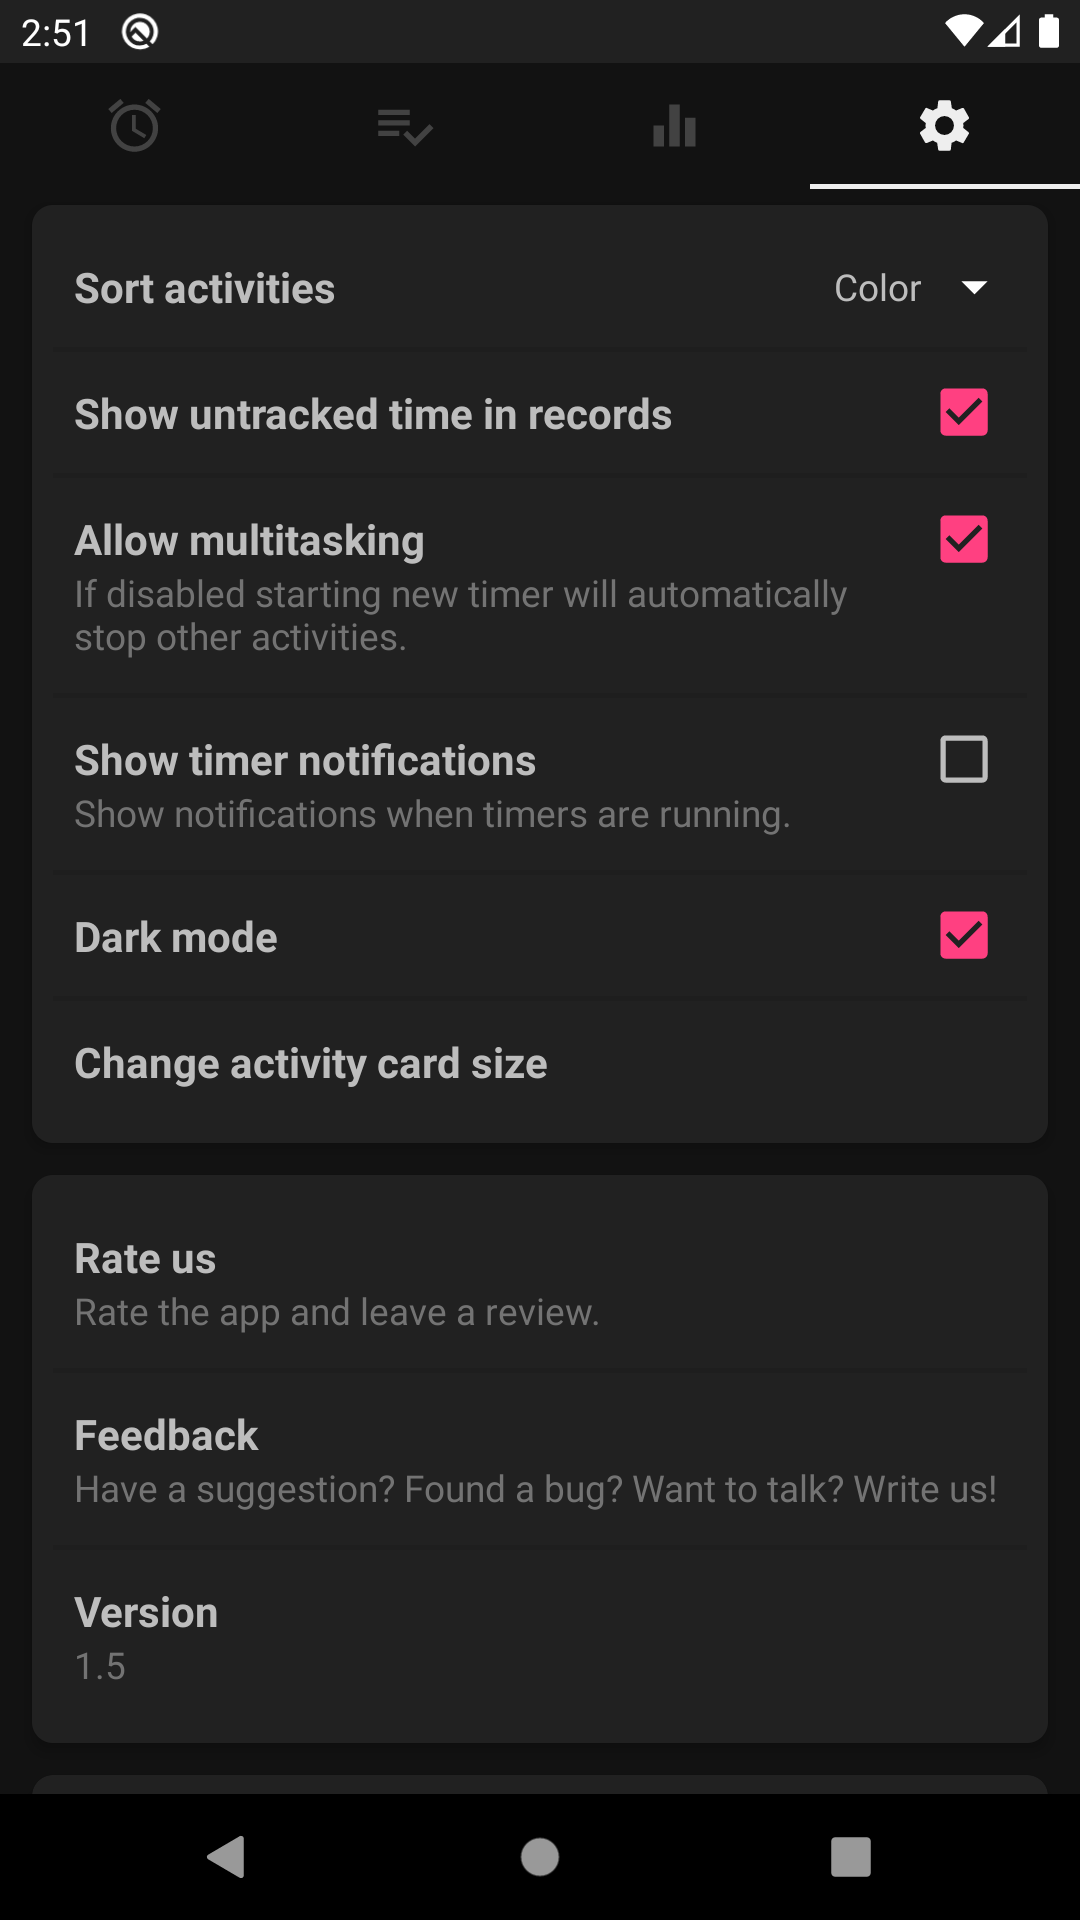 2:51
Sort activities
Color
Show untracked time in records
Allow multitasking
If disabled starting new timer will automatically
stop other activities.
Show timer notifications
Show notifications when timers are running.
Dark mode
Change activity card size
Rate us
Rate the app and leave a review.
Feedback
Have a suggestion? Found a bug? Want to talk? Write us!
Version
1.5